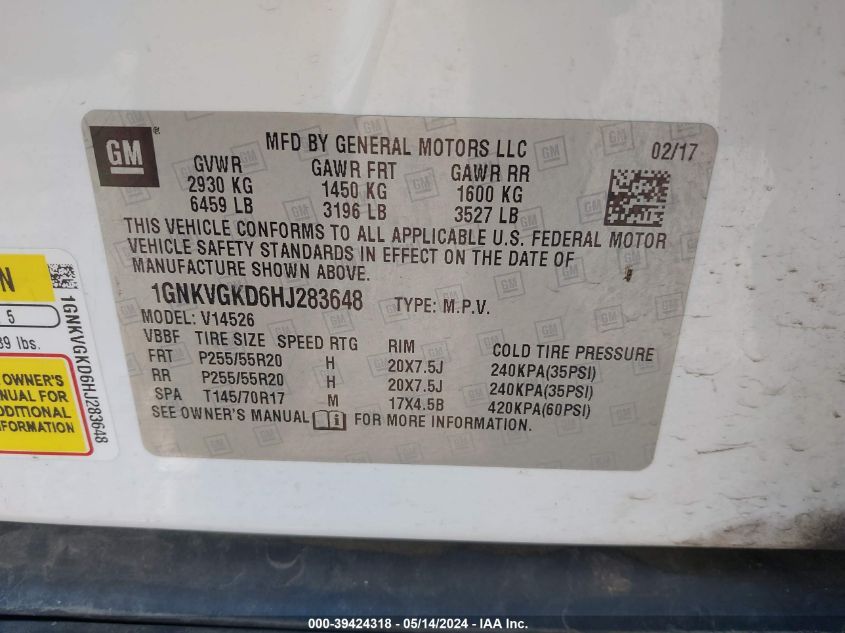 GM
MFD BY GENERAL MOTORS LLC 02/17
GVWR GAWR FRT GAWR RR
2930 KG 1450 KG 1600 KG
6459 LB 3196 LB 3527 LB
THIS VEHICLE CONFORMS TO ALL APPLICABLE U.S. FEDERAL MOTOR
VEHICLE SAFETY STANDARDS IN EFFECT ON THE DATE OF
MANUFACTURE SHOWN ABOVE.
1GNKVGKD6HJ283648 TYPE: M.P.V.
MODEL: V14526
VBBF TIRE SIZE SPEED RTG RIM COLD TIRE PRESSURE
FRT P255/55R20 H 20X7.5J 240KPA(35PSI)
RR P255/55R20 H 20X7.5J 240KPA(35PSI)
SPA T145/70R17 M 17X4.5B 420KPA(60PSI)
SEE OWNER'S MANUAL FOR MORE INFORMATION.
N
5
39 lbs.
OWNER'S
NUAL FOR
DDITIONAL
FORMATION
1GNKVGKD6HJ283648
000-39424318 - 05/14/2024 - IAA Inc.